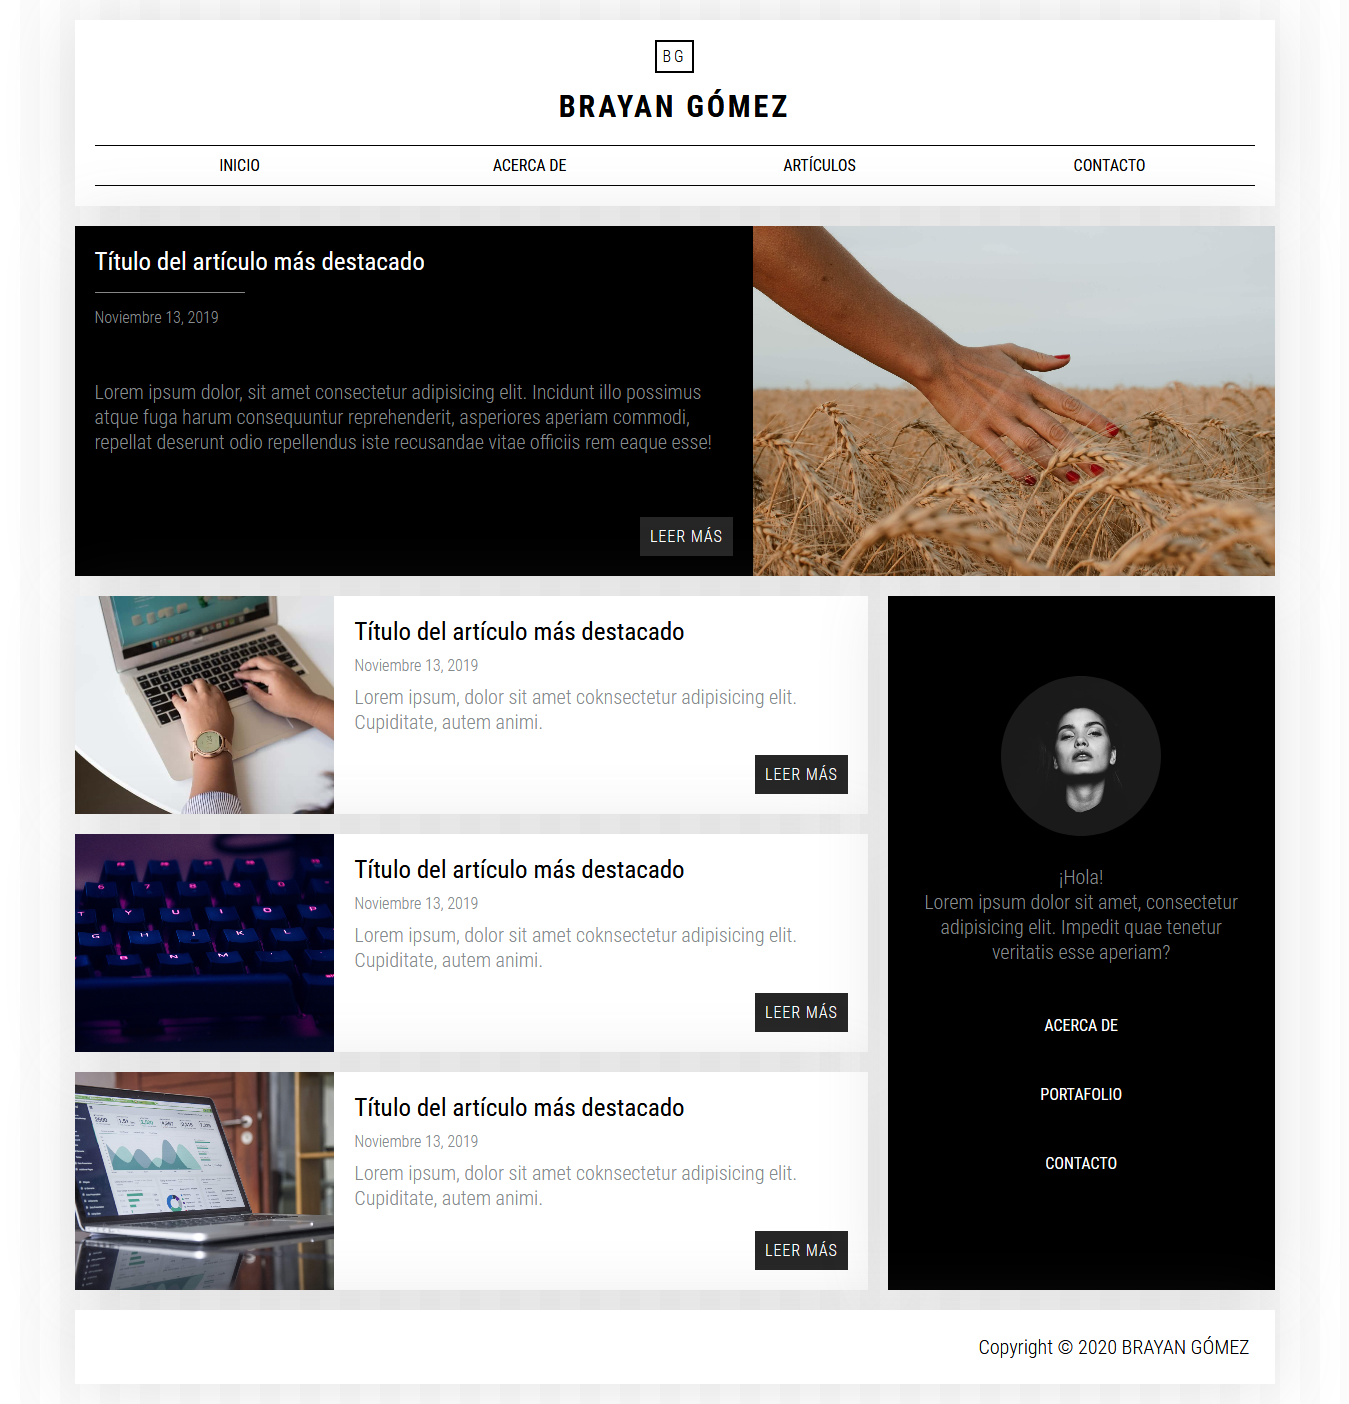 BG
BRAYAN GÓMEZ
INICIO
ACERCA DE
ARTÍCULOS
CONTACTO
Título del artículo más destacado
Noviembre 13, 2019
Lorem ipsum dolor, sit amet consectetur adipisicing elit. Incidunt illo possimus
atque fuga harum consequuntur reprehenderit, asperiores aperiam commodi,
repellat deserunt odio repellendus iste recusandae vitae officiis rem eaque esse!
LEER MÁS
Título del artículo más destacado
Noviembre 13, 2019
Lorem ipsum, dolor sit amet coknsectetur adipisicing elit.
Cupiditate, autem animi.
LEER MÁS
Título del artículo más destacado
Noviembre 13, 2019
Lorem ipsum, dolor sit amet coknsectetur adipisicing elit.
Cupiditate, autem animi.
LEER MÁS
Título del artículo más destacado
Noviembre 13, 2019
Lorem ipsum, dolor sit amet coknsectetur adipisicing elit.
Cupiditate, autem animi.
LEER MÁS
¡Hola!
Lorem ipsum dolor sit amet, consectetur
adipisicing elit. Impedit quae tenetur
veritatis esse aperiam?
ACERCA DE
PORTAFOLIO
CONTACTO
Copyright © 2020 BRAYAN GÓMEZ